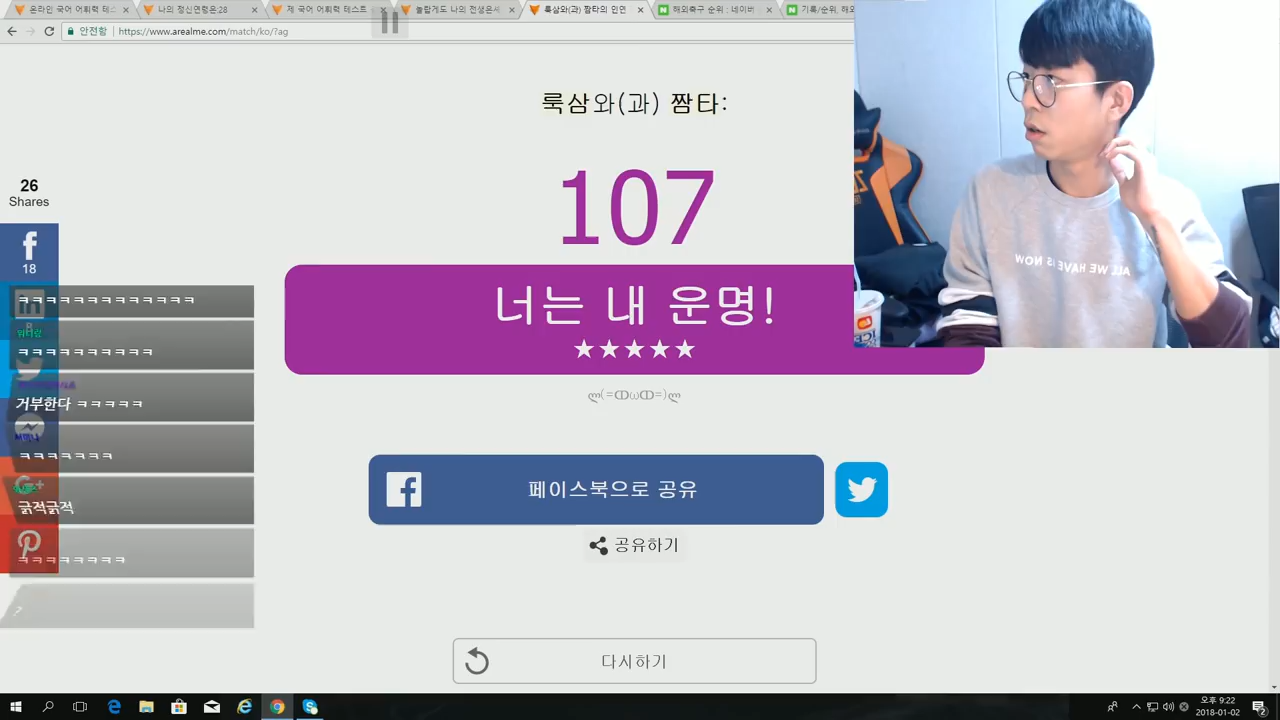 온라인 국어 어휘력 테스
나의 정신연령은:28
제 국어 어휘력 테스트
놀랍게도 나의 전생은서
룩삼와(과) 짬타의 인연
해외축구 순위 : 네이버
기록/순위, 해외
안전함 https://www.arealme.com/match/ko/?ag
룩삼와(과) 짬타:
107
너는 내 운명!
★★★★★
ლ(=ↀωↀ=)ლ
26
Shares
18
8
ㅋㅋㅋㅋㅋㅋㅋㅋㅋㅋㅋㅋㅋ
ㅋㅋㅋㅋㅋㅋㅋㅋㅋㅋ
거부한다 ㅋㅋㅋㅋㅋ
ㅋㅋㅋㅋㅋㅋㅋ
긁적긁적
ㅋㅋㅋㅋㅋㅋㅋㅋ
?
ALL WE HAVE IS NOW
페이스북으로 공유
공유하기
다시하기
오후 9:22
2018-01-02
2